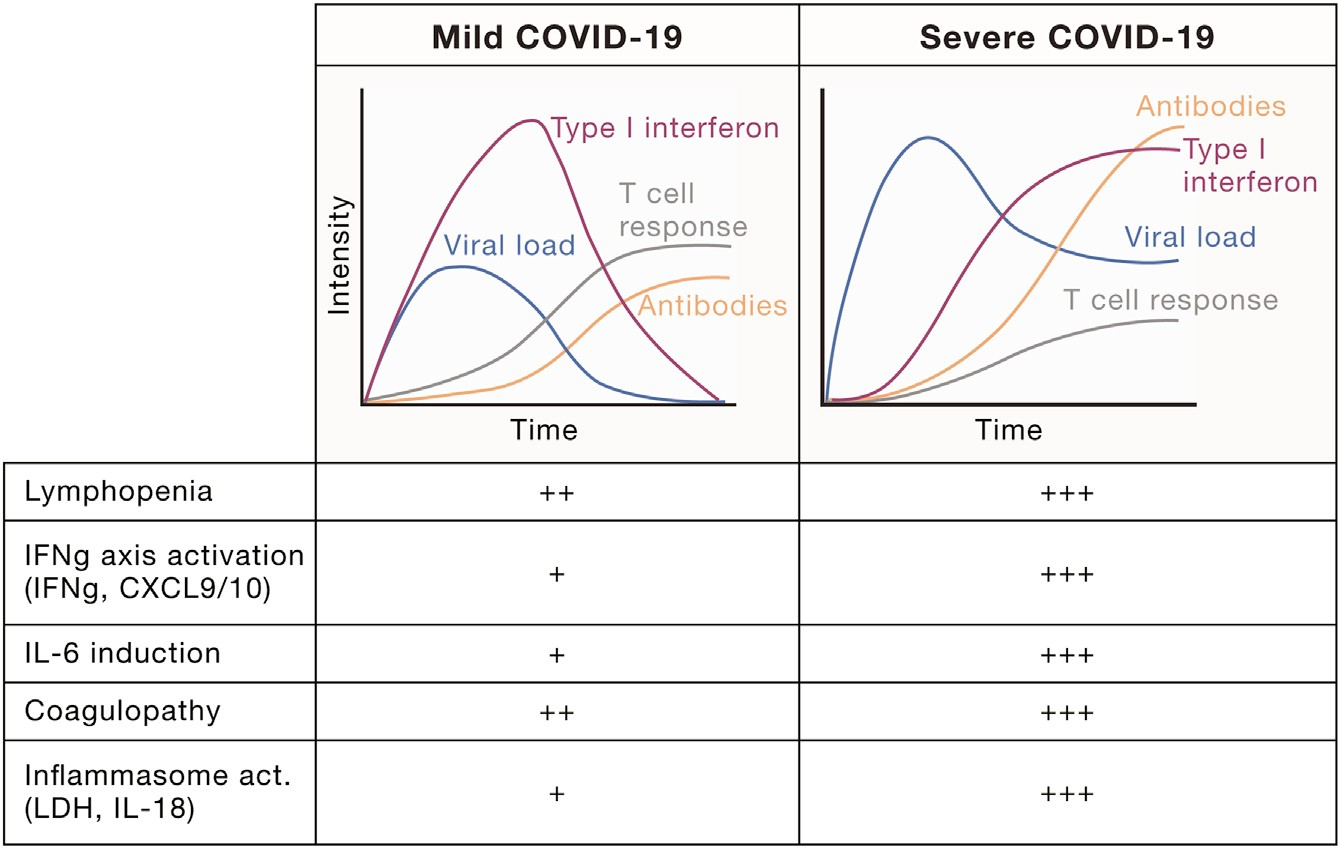 Mild COVID-19
Severe COVID-19
Intensity
Type I interferon
T cell
response
Viral load
Antibodies
Time
Antibodies
Type I
interferon
Viral load
T cell response
Time
Lymphopenia
++
+++
IFNg axis activation
(IFNg, CXCL9/10)
+
+++
IL-6 induction
+
+++
Coagulopathy
++
+++
Inflammasome act.
(LDH, IL-18)
+
+++